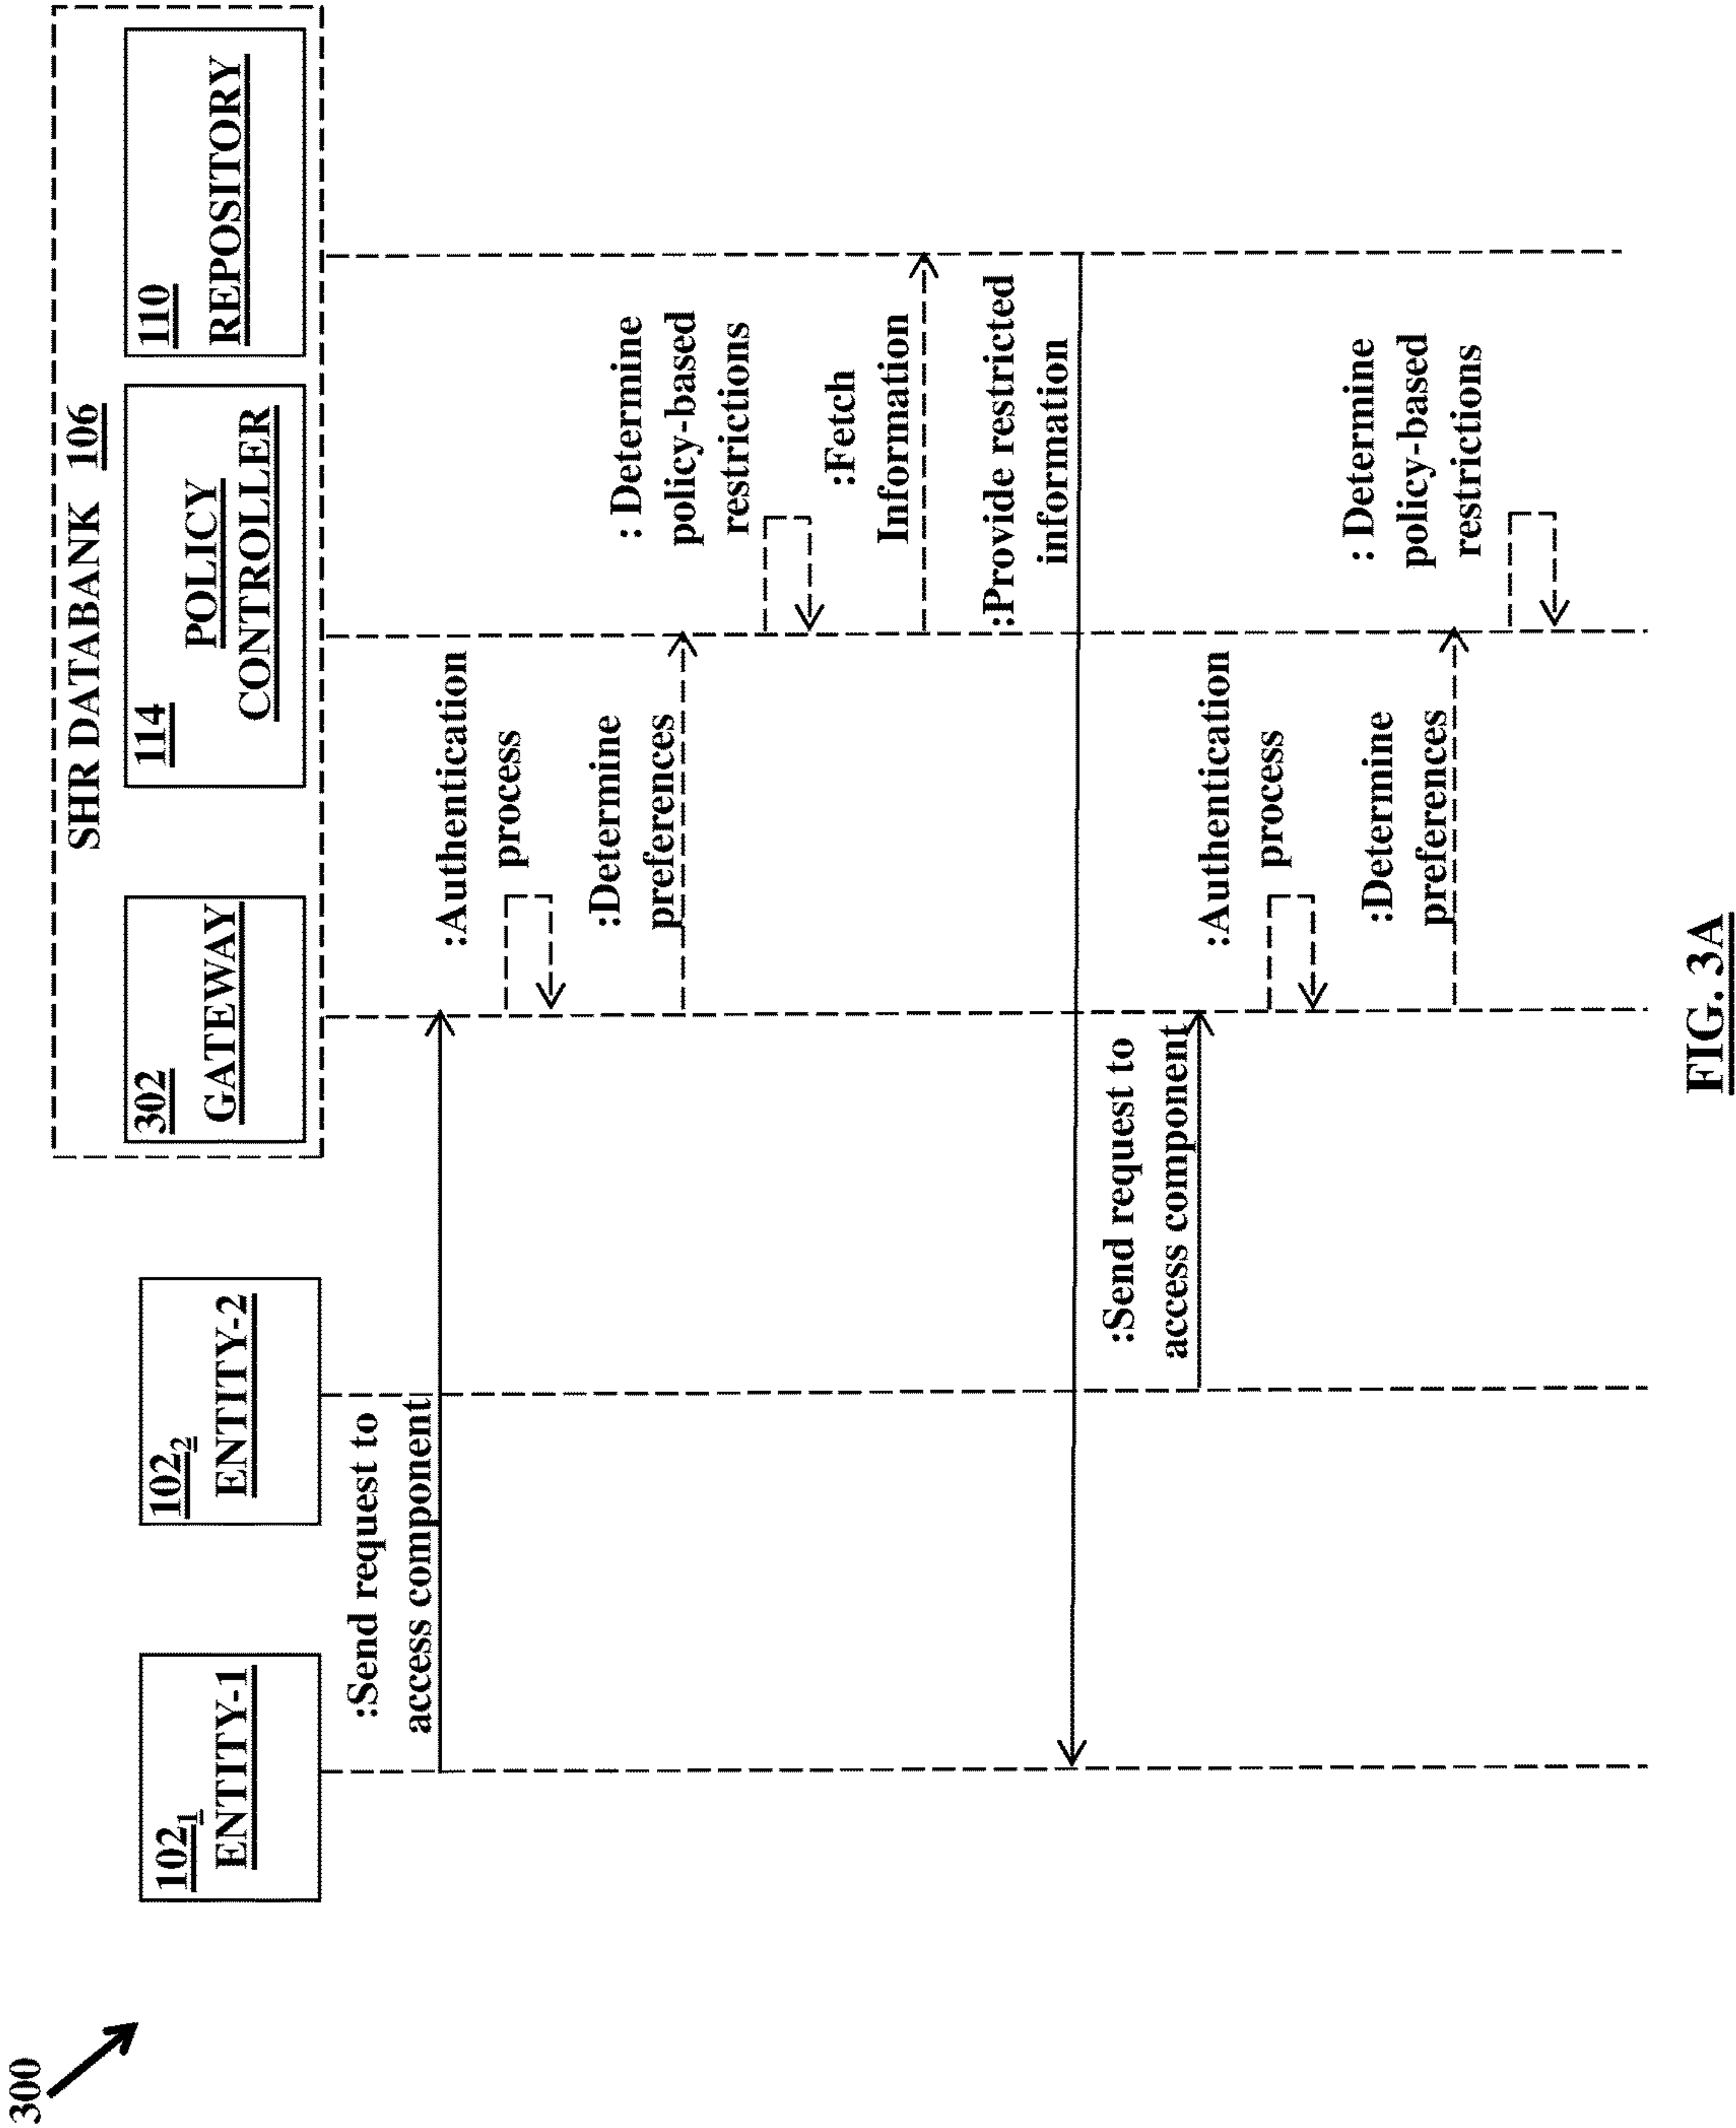 300
SHR DATABANK 106
102₁
ENTITY-1
102₂
ENTITY-2
302
GATEWAY
114
POLICY
CONTROLLER
110
REPOSITORY
:Send request to
access component
:Authentication
process
:Determine
preferences
: Determine
policy-based
restrictions
:Fetch
Information
:Provide restricted
information
:Send request to
access component
:Authentication
process
:Determine
preferences
: Determine
policy-based
restrictions
FIG. 3A